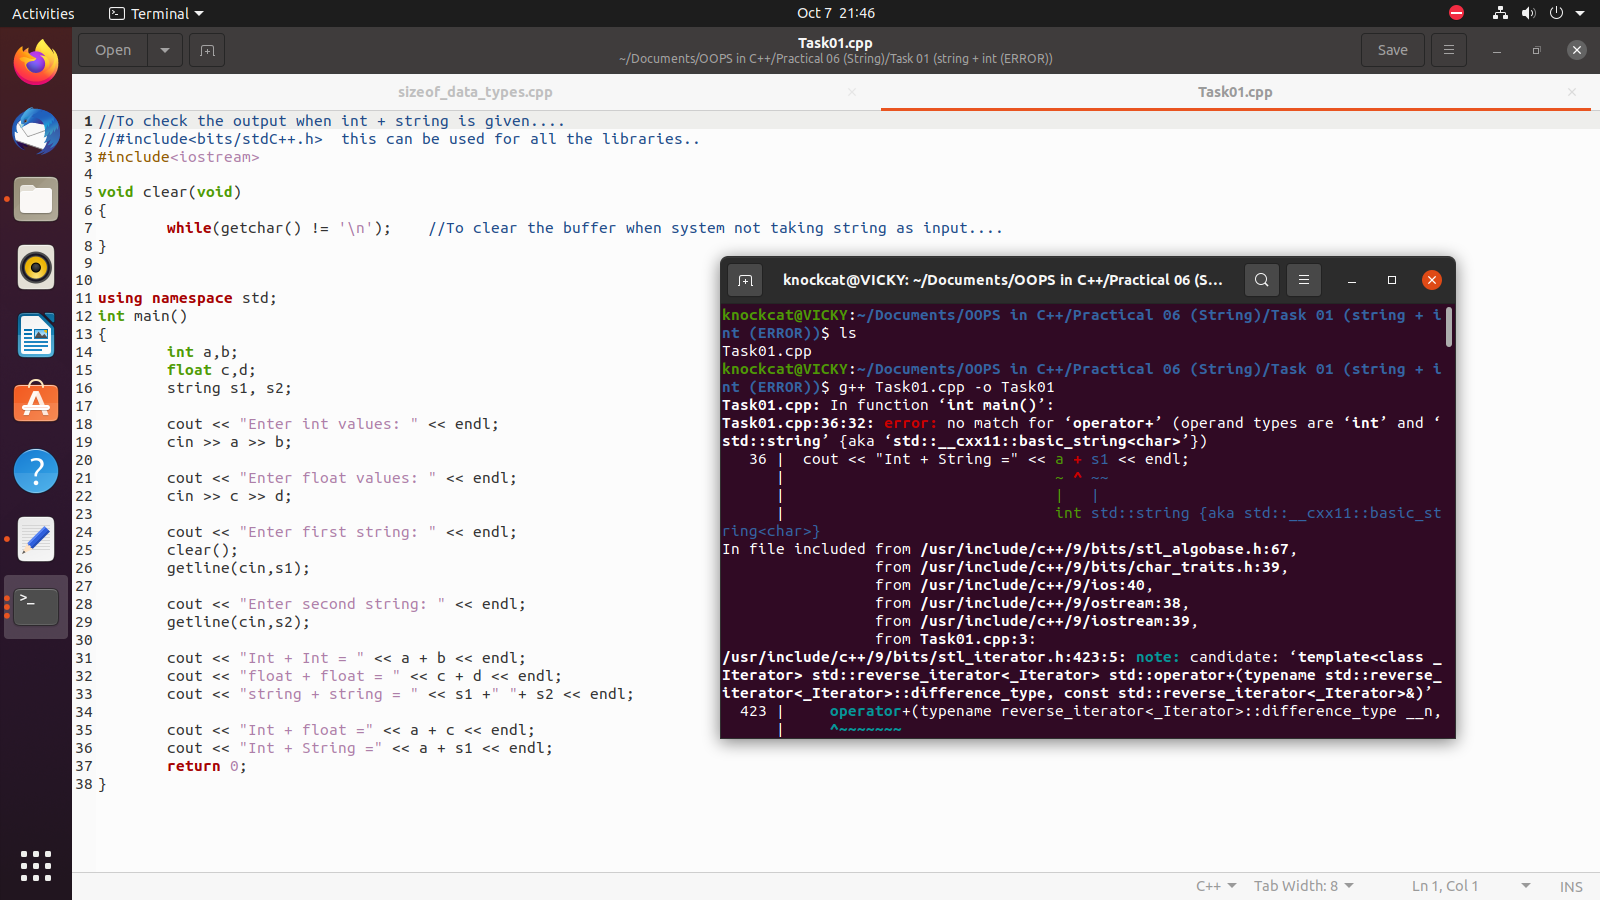 Activities
Terminal
Oct 7 21:46
Open
Task01.cpp
~/Documents/OOPS in C++/Practical 06 (String)/Task 01 (string + int (ERROR))
Save
sizeof_data_types.cpp
Task01.cpp
1 //To check the output when int + string is given....
2 //#include<bits/stdC++.h>  this can be used for all the libraries..
3 #include<iostream>
4
5 void clear(void)
6 {
7 while(getchar() != '\n');    //To clear the buffer when system not taking string as input....
8 }
9
10
11 using namespace std;
12 int main()
13 {
14 int a,b;
15 float c,d;
16 string s1, s2;
17
18 cout << "Enter int values: " << endl;
19 cin >> a >> b;
20
21 cout << "Enter float values: " << endl;
22 cin >> c >> d;
23
24 cout << "Enter first string: " << endl;
25 clear();
26 getline(cin,s1);
27
28 cout << "Enter second string: " << endl;
29 getline(cin,s2);
30
31 cout << "Int + Int = " << a + b << endl;
32 cout << "float + float = " << c + d << endl;
33 cout << "string + string = " << s1 +" "+ s2 << endl;
34
35 cout << "Int + float =" << a + c << endl;
36 cout << "Int + String =" << a + s1 << endl;
37 return 0;
38 }
knockcat@VICKY: ~/Documents/OOPS in C++/Practical 06 (S...
knockcat@VICKY:~/Documents/OOPS in C++/Practical 06 (String)/Task 01 (string + i
nt (ERROR))$ ls
Task01.cpp
knockcat@VICKY:~/Documents/OOPS in C++/Practical 06 (String)/Task 01 (string + i
nt (ERROR))$ g++ Task01.cpp -o Task01
Task01.cpp: In function ‘int main()’:
Task01.cpp:36:32: error: no match for ‘operator+’ (operand types are ‘int’ and ‘
std::string’ {aka ‘std::__cxx11::basic_string<char>’})
36 |  cout << "Int + String =" << a + s1 << endl;
|                              ~ ^ ~~
|                              |   |
|                              int std::string {aka std::__cxx11::basic_st
ring<char>}
In file included from /usr/include/c++/9/bits/stl_algobase.h:67,
from /usr/include/c++/9/bits/char_traits.h:39,
from /usr/include/c++/9/ios:40,
from /usr/include/c++/9/ostream:38,
from /usr/include/c++/9/iostream:39,
from Task01.cpp:3:
/usr/include/c++/9/bits/stl_iterator.h:423:5: note: candidate: ‘template<class _
Iterator> std::reverse_iterator<_Iterator> std::operator+(typename std::reverse_
iterator<_Iterator>::difference_type, const std::reverse_iterator<_Iterator>&)’
423 |     operator+(typename reverse_iterator<_Iterator>::difference_type __n,
|     ^~~~~~~~
C++
Tab Width: 8
Ln 1, Col 1
INS